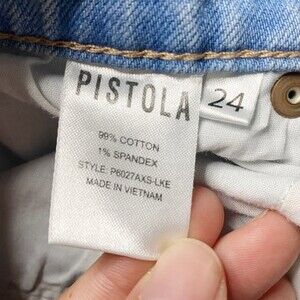 PISTOLA
24
99% COTTON
1% SPANDEX
STYLE: P6027AXS-LKE
MADE IN VIETNAM